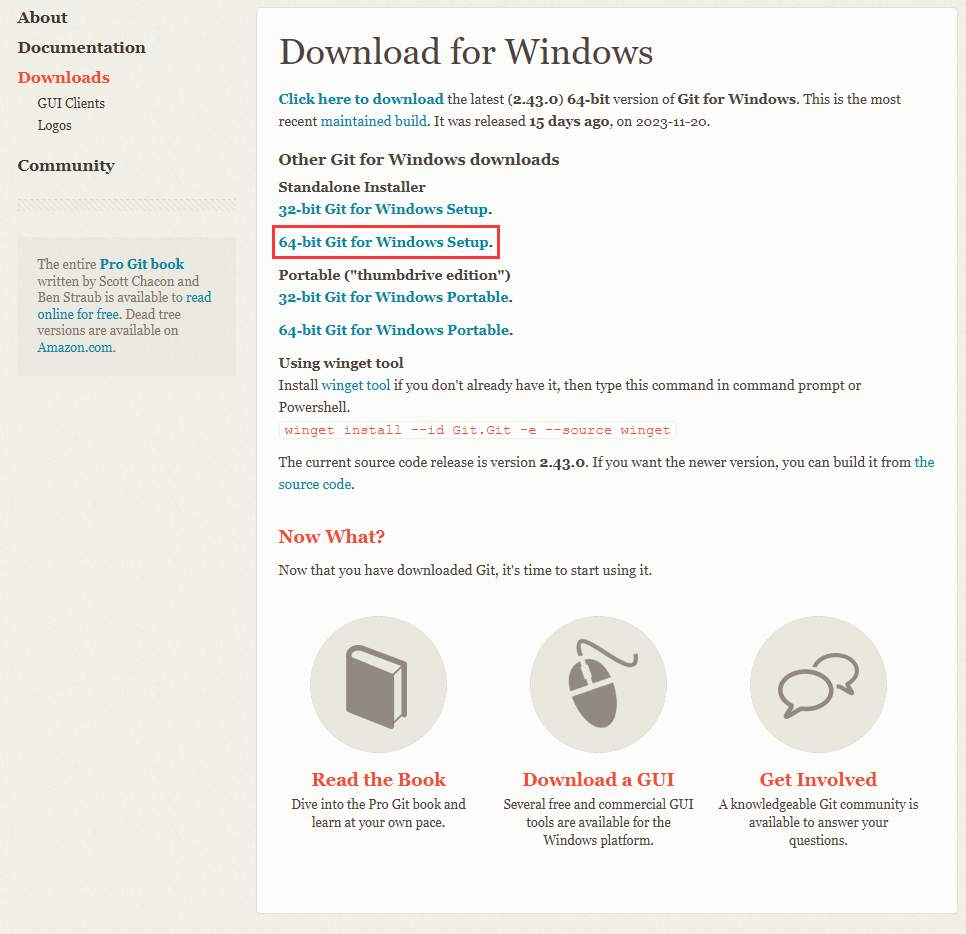 About
Documentation
Downloads
GUI Clients
Logos
Community
The entire Pro Git book
written by Scott Chacon and
Ben Straub is available to read
online for free. Dead tree
versions are available on
Amazon.com.
Download for Windows
Click here to download the latest (2.43.0) 64-bit version of Git for Windows. This is the most
recent maintained build. It was released 15 days ago, on 2023-11-20.
Other Git for Windows downloads
Standalone Installer
32-bit Git for Windows Setup.
64-bit Git for Windows Setup.
Portable ("thumbdrive edition")
32-bit Git for Windows Portable.
64-bit Git for Windows Portable.
Using winget tool
Install winget tool if you don't already have it, then type this command in command prompt or
Powershell.
winget install --id Git.Git -e --source winget
The current source code release is version 2.43.0. If you want the newer version, you can build it from the
source code.
Now What?
Now that you have downloaded Git, it's time to start using it.
Read the Book
Dive into the Pro Git book and
learn at your own pace.
Download a GUI
Several free and commercial GUI
tools are available for the
Windows platform.
Get Involved
A knowledgeable Git community is
available to answer your
questions.